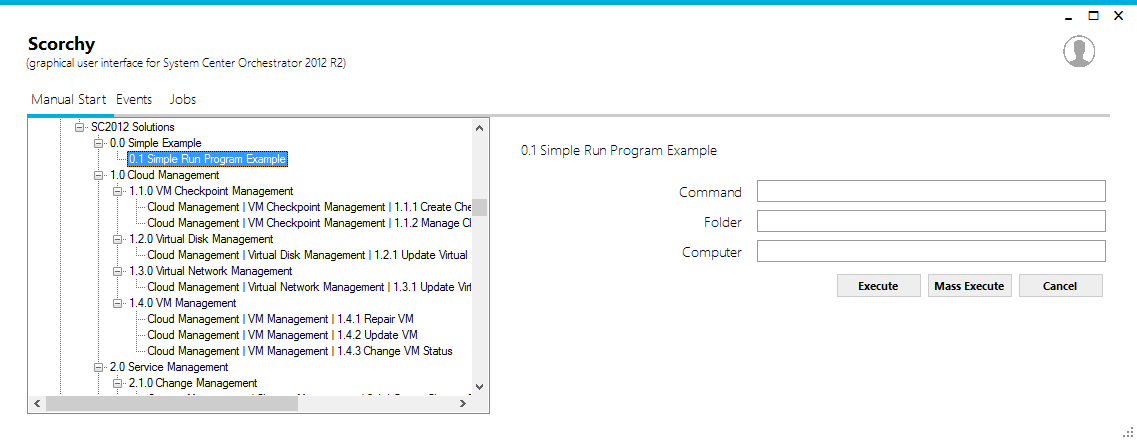 Scorchy
(graphical user interface for System Center Orchestrator 2012 R2)
Manual Start Events Jobs
SC2012 Solutions
0.0 Simple Example
0.1 Simple Run Program Example
1.0 Cloud Management
1.1.0 VM Checkpoint Management
Cloud Management | VM Checkpoint Management | 1.1.1 Create Che
Cloud Management | VM Checkpoint Management | 1.1.2 Manage Cl
1.2.0 Virtual Disk Management
Cloud Management | Virtual Disk Management | 1.2.1 Update Virtual
1.3.0 Virtual Network Management
Cloud Management | Virtual Network Management | 1.3.1 Update Virt
1.4.0 VM Management
Cloud Management | VM Management | 1.4.1 Repair VM
Cloud Management | VM Management | 1.4.2 Update VM
Cloud Management | VM Management | 1.4.3 Change VM Status
2.0 Service Management
2.1.0 Change Management
0.1 Simple Run Program Example
Command
Folder
Computer
Execute Mass Execute Cancel